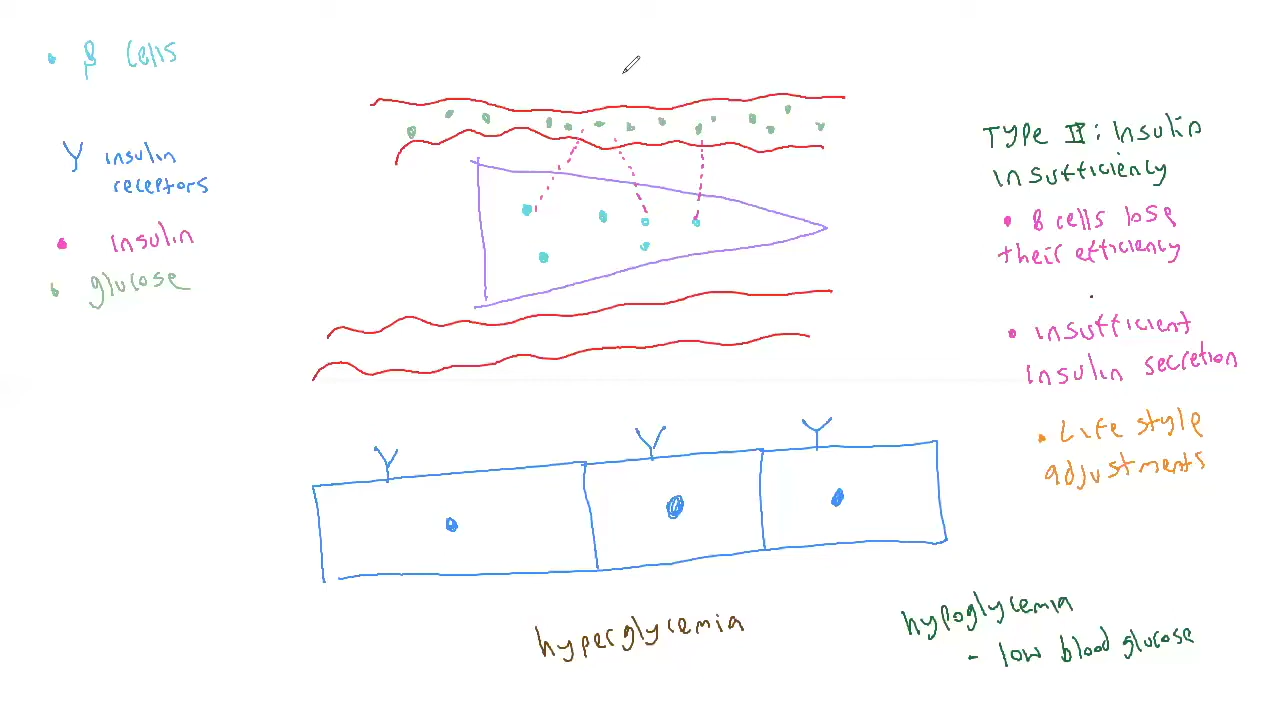 β cells
insulin
receptors
insulin
glucose
TYPE II: Insulin
insufficiency
β cells lose
their efficiency
insufficient
insulin secretion
Life style
adjustments
hyperglycemia
hypoglycemia
- low blood glucose